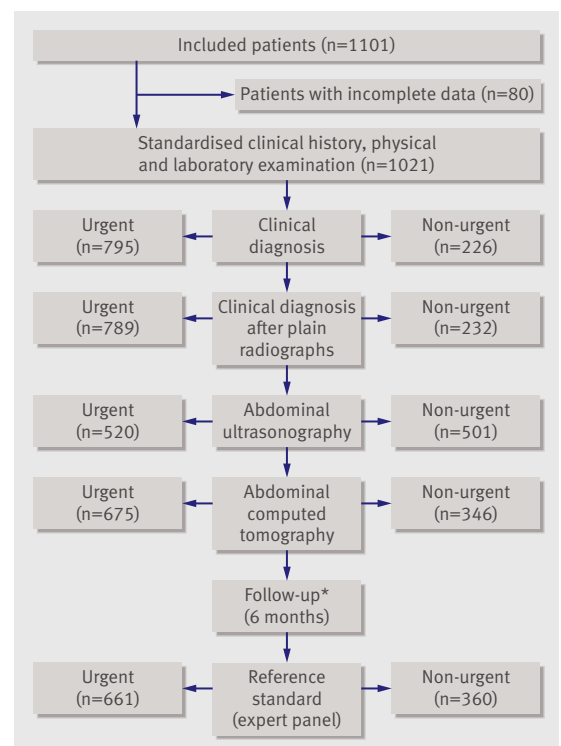 Included patients (n=1101)
Patients with incomplete data (n=80)
Standardised clinical history, physical
and laboratory examination (n=1021)
Urgent
(n=795)
Clinical
diagnosis
Non-urgent
(n=226)
Urgent
(n=789)
Clinical diagnosis
after plain
radiographs
Non-urgent
(n=232)
Urgent
(n=520)
Abdominal
ultrasonography
Non-urgent
(n=501)
Urgent
(n=675)
Abdominal
computed
tomography
Non-urgent
(n=346)
Follow-up*
(6 months)
Urgent
(n=661)
Reference
standard
(expert panel)
Non-urgent
(n=360)